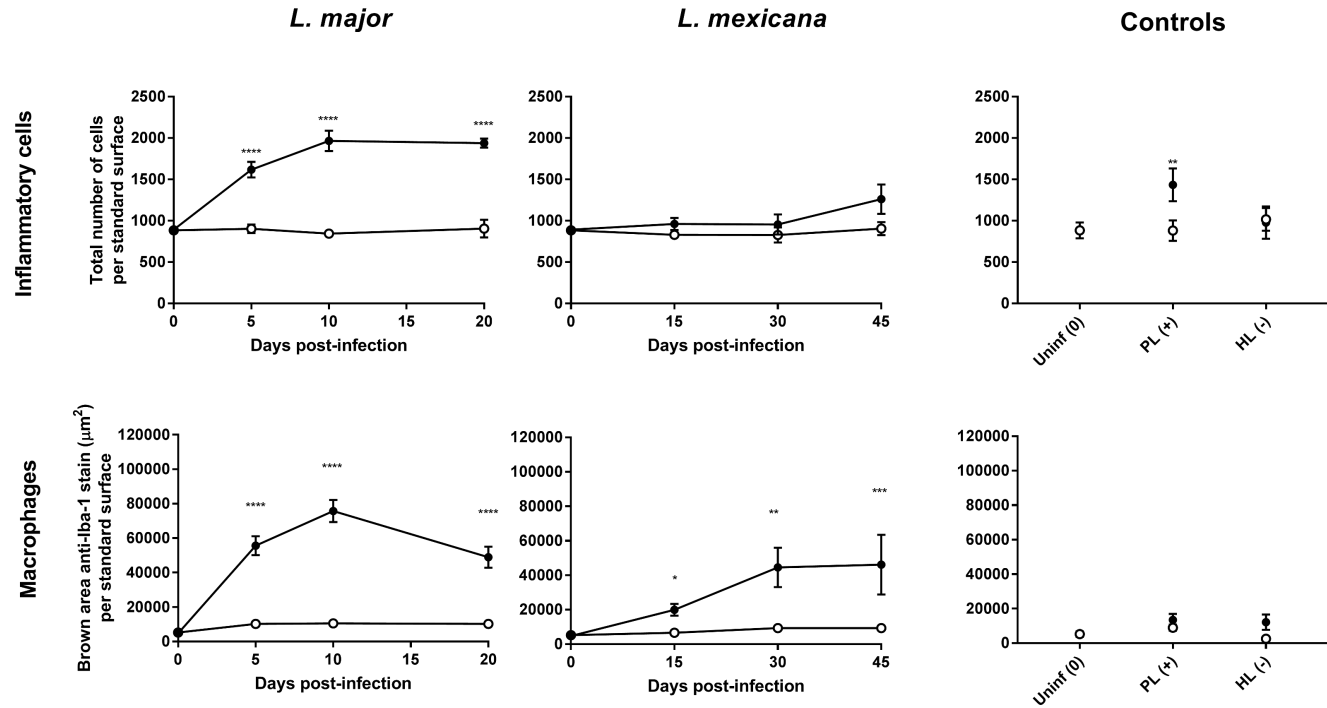 L. major
L. mexicana
Controls
Inflammatory cells
Total number of cells
per standard surface
2500
2000
1500
1000
500
0
0 5 10 15 20
Days post-infection
****
****
****
2500
2000
1500
1000
500
0
0 15 30 45
Days post-infection
2500
2000
1500
1000
500
0
**
Uninf (0)
PL (+)
HL (-)
Macrophages
Brown area anti-Iba-1 stain (μm²)
per standard surface
120000
100000
80000
60000
40000
20000
0
0 5 10 15 20
Days post-infection
****
****
****
120000
100000
80000
60000
40000
20000
0
0 15 30 45
Days post-infection
*
**
***
120000
100000
80000
60000
40000
20000
0
Uninf (0)
PL (+)
HL (-)